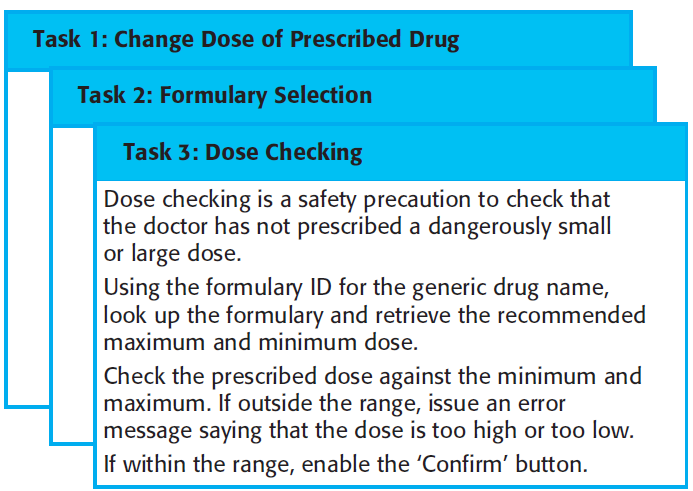 Task 1: Change Dose of Prescribed Drug
Task 2: Formulary Selection
Task 3: Dose Checking
Dose checking is a safety precaution to check that
the doctor has not prescribed a dangerously small
or large dose.
Using the formulary ID for the generic drug name,
look up the formulary and retrieve the recommended
maximum and minimum dose.
Check the prescribed dose against the minimum and
maximum. If outside the range, issue an error
message saying that the dose is too high or too low.
If within the range, enable the ‘Confirm’ button.